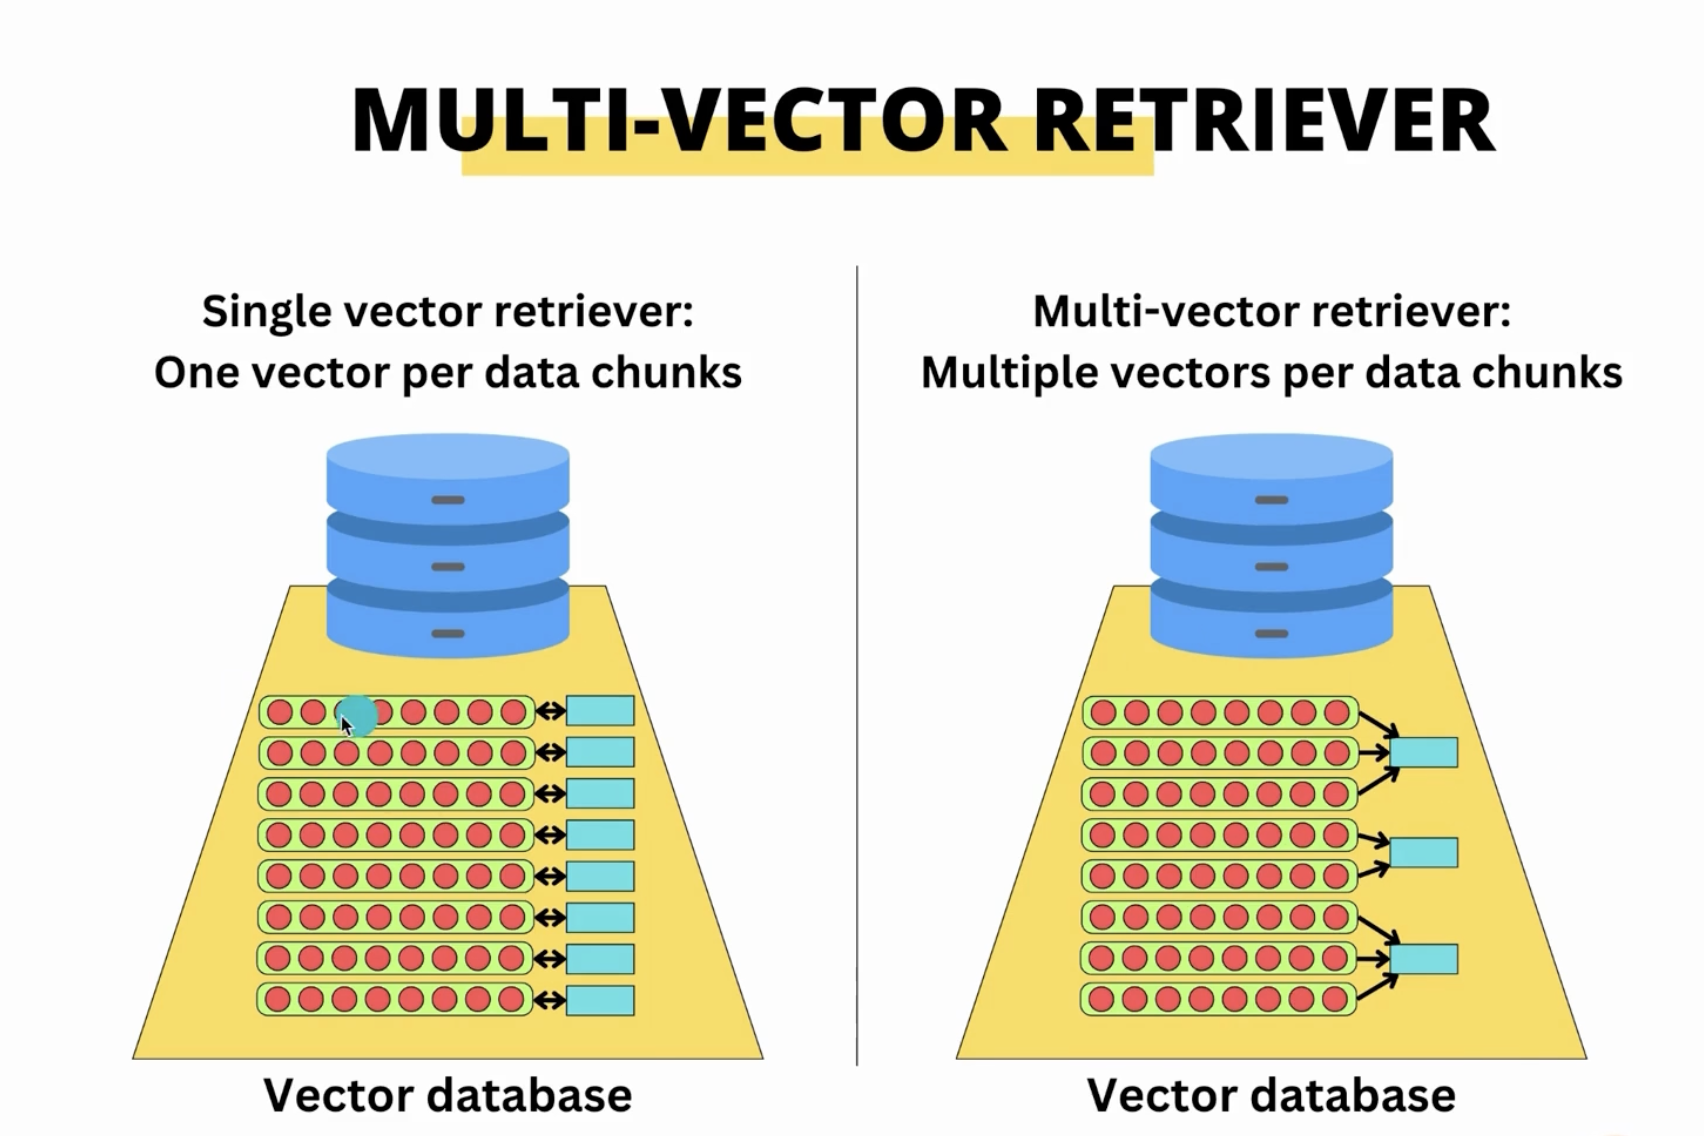 MULTI-VECTOR RETRIEVER
Single vector retriever:
One vector per data chunks
Vector database
Multi-vector retriever:
Multiple vectors per data chunks
Vector database